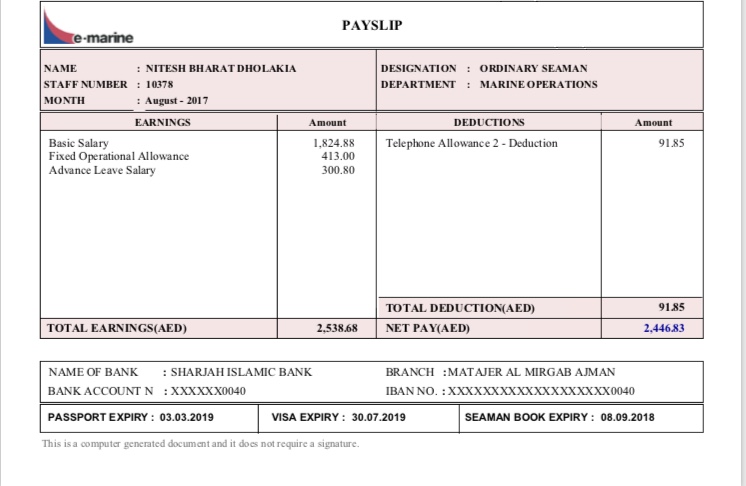 e-marine
PAYSLIP
NAME : NITESH BHARAT DHOLAKIA
STAFF NUMBER : 10378
MONTH : August - 2017
DESIGNATION : ORDINARY SEAMAN
DEPARTMENT : MARINE OPERATIONS
EARNINGS Amount DEDUCTIONS Amount
Basic Salary 1,824.88 Telephone Allowance 2 - Deduction 91.85
Fixed Operational Allowance 413.00
Advance Leave Salary 300.80
TOTAL DEDUCTION(AED) 91.85
TOTAL EARNINGS(AED) 2,538.68 NET PAY(AED) 2,446.83
NAME OF BANK : SHARJAH ISLAMIC BANK BRANCH :MATAJER AL MIRGAB AJMAN
BANK ACCOUNT N : XXXXXX0040 IBAN NO. : XXXXXXXXXXXXXXXXXXX0040
PASSPORT EXPIRY : 03.03.2019 VISA EXPIRY : 30.07.2019 SEAMAN BOOK EXPIRY : 08.09.2018
This is a computer generated document and it does not require a signature.